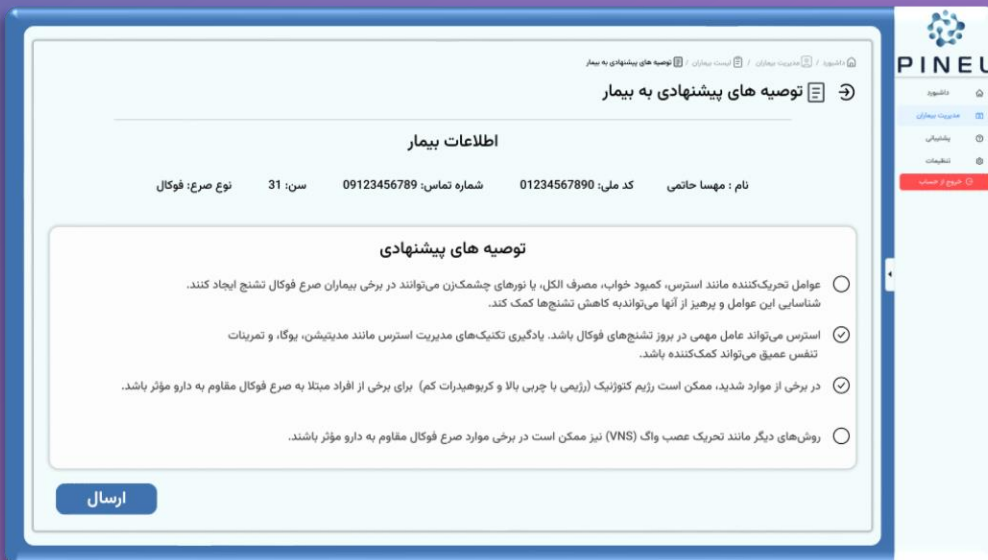 PINEU
داشبورد
مدیریت بیماران
پشتیبانی
تنظیمات
خروج از حساب
داشبورد / مدیریت بیماران / لیست بیماران / توصیه های پیشنهادی به بیمار
توصیه های پیشنهادی به بیمار
اطلاعات بیمار
نام : مهسا حاتمی کد ملی: 01234567890 شماره تماس: 09123456789 سن: 31 نوع صرع: فوکال
توصیه های پیشنهادی
عوامل تحریک‌کننده مانند استرس، کمبود خواب، مصرف الکل، یا نورهای چشمک‌زن می‌توانند در برخی بیماران صرع فوکال تشنج ایجاد کنند.
شناسایی این عوامل و پرهیز از آنها می‌تواندبه کاهش تشنج‌ها کمک کند.
استرس می‌تواند عامل مهمی در بروز تشنج‌های فوکال باشد. یادگیری تکنیک‌های مدیریت استرس مانند مدیتیشن، یوگا، و تمرینات
تنفس عمیق می‌تواند کمک‌کننده باشد.
در برخی از موارد شدید، ممکن است رژیم کتوژنیک (رژیمی با چربی بالا و کربوهیدرات کم) برای برخی از افراد مبتلا به صرع فوکال مقاوم به دارو مؤثر باشد.
روش‌های دیگر مانند تحریک عصب واگ (VNS) نیز ممکن است در برخی موارد صرع فوکال مقاوم به دارو مؤثر باشند.
ارسال